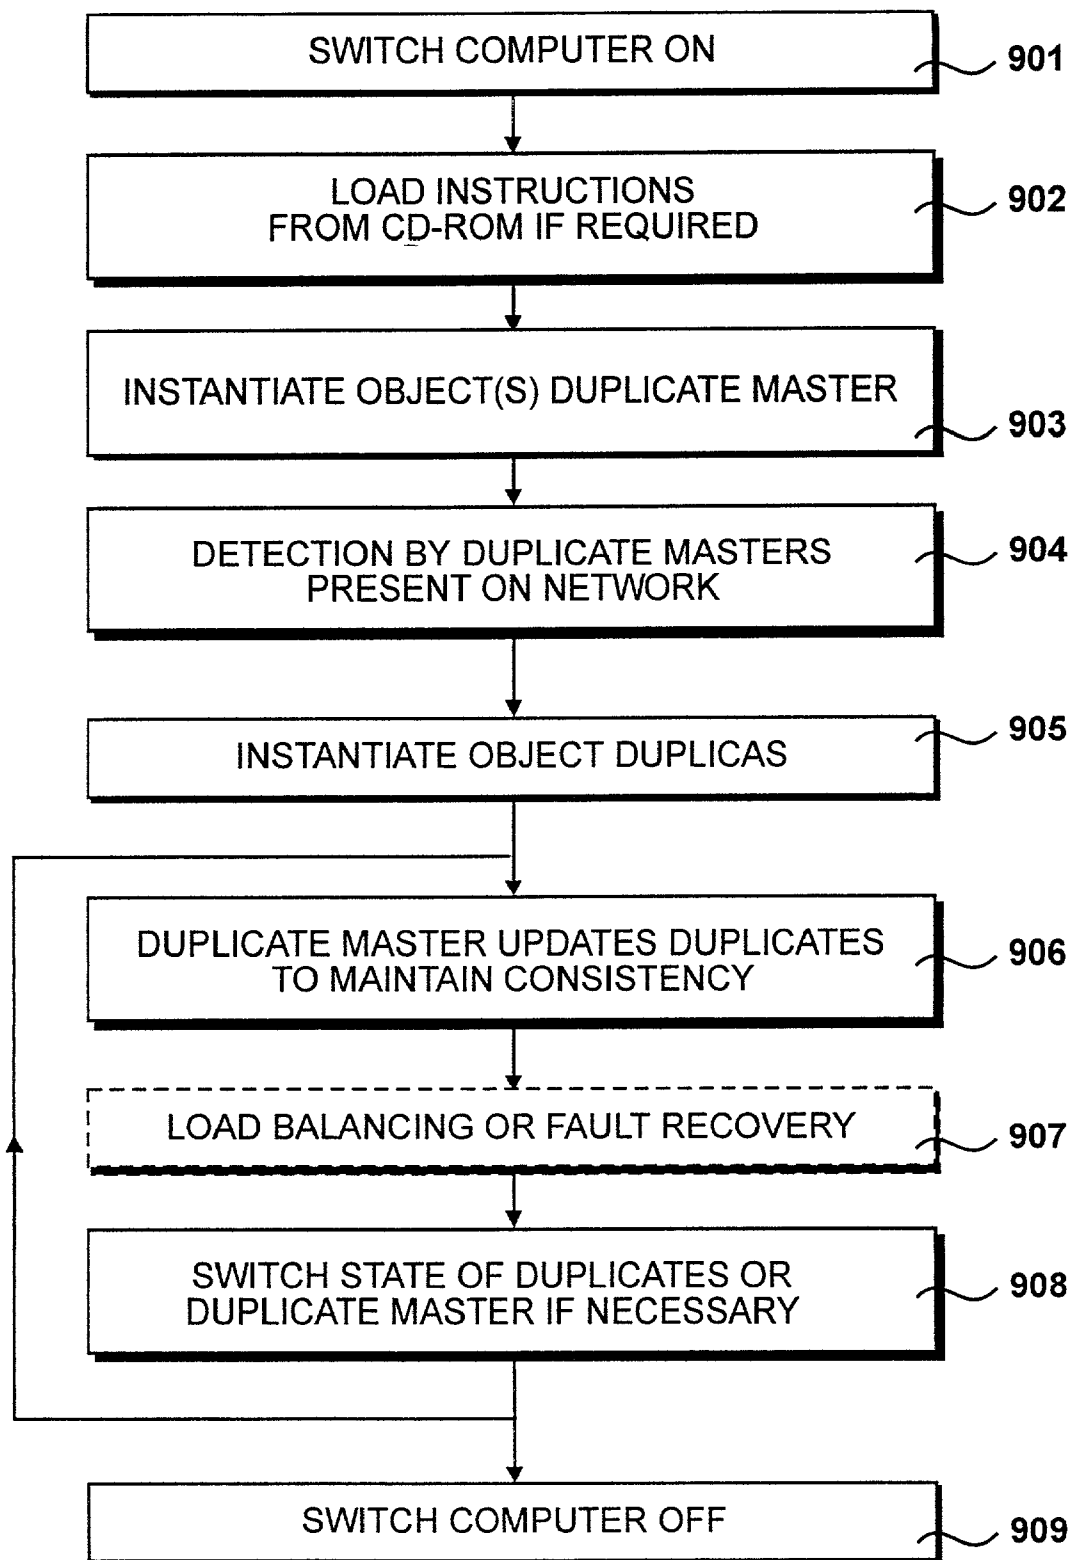 SWITCH COMPUTER ON
901
LOAD INSTRUCTIONS
FROM CD-ROM IF REQUIRED
902
INSTANTIATE OBJECT(S) DUPLICATE MASTER
903
DETECTION BY DUPLICATE MASTERS
PRESENT ON NETWORK
904
INSTANTIATE OBJECT DUPLICAS
905
DUPLICATE MASTER UPDATES DUPLICATES
TO MAINTAIN CONSISTENCY
906
LOAD BALANCING OR FAULT RECOVERY
907
SWITCH STATE OF DUPLICATES OR
DUPLICATE MASTER IF NECESSARY
908
SWITCH COMPUTER OFF
909